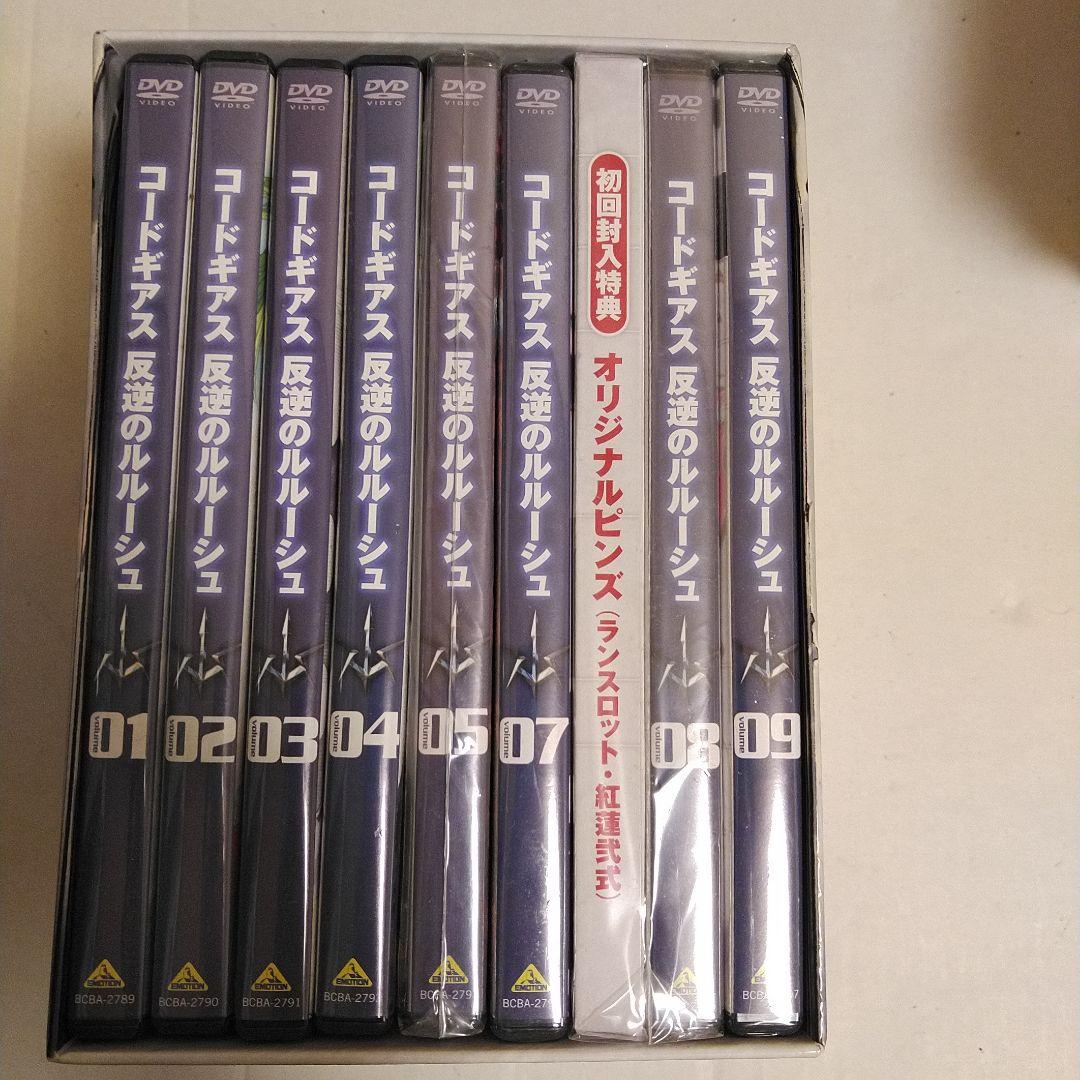 DVD
VIDEO
コードギアス 反逆のルルーシュ
volume
01
EMOTION
BCBA-2789
DVD
VIDEO
コードギアス 反逆のルルーシュ
volume
02
EMOTION
BCBA-2790
DVD
VIDEO
コードギアス 反逆のルルーシュ
volume
03
EMOTION
BCBA-2791
DVD
VIDEO
コードギアス 反逆のルルーシュ
volume
04
EMOTION
DVD
VIDEO
コードギアス 反逆のルルーシュ
volume
05
EMOTION
DVD
VIDEO
コードギアス 反逆のルルーシュ
volume
07
EMOTION
初回封入特典
オリジナルピンズ(ランスロット・紅蓮弐式)
DVD
VIDEO
コードギアス 反逆のルルーシュ
volume
08
EMOTION
DVD
VIDEO
コードギアス 反逆のルルーシュ
volume
09
EMOTION